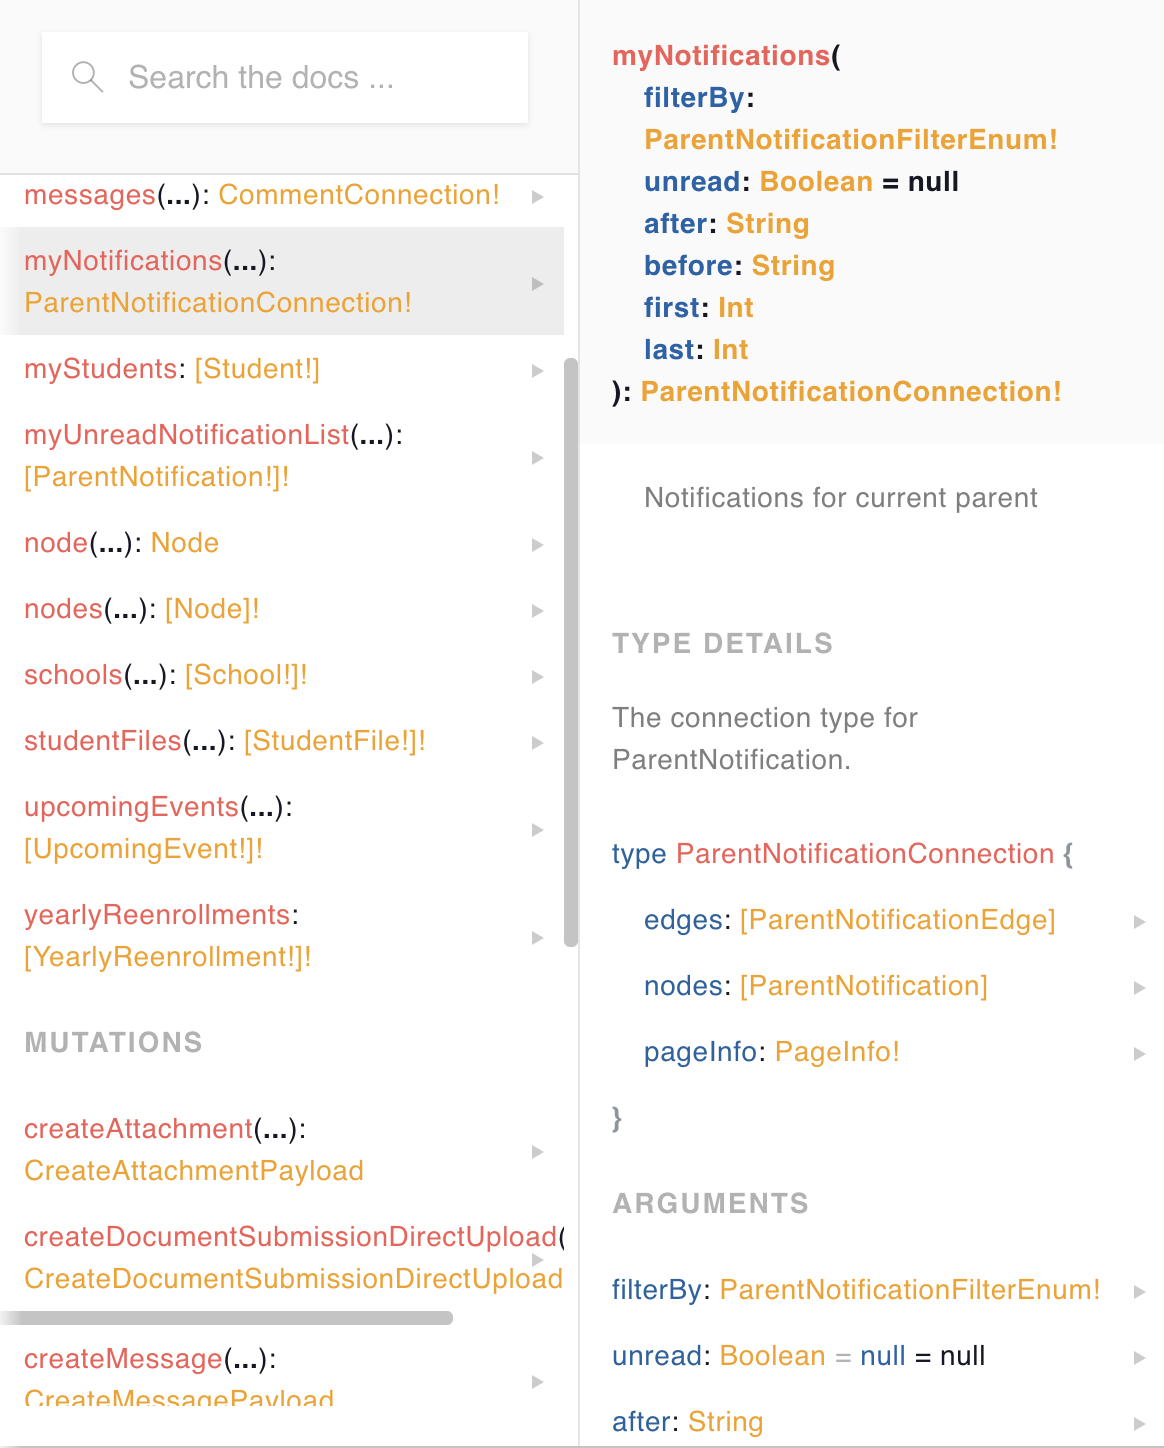 Search the docs ...
messages(...): CommentConnection!
myNotifications(...):
ParentNotificationConnection!
myStudents: [Student!]
myUnreadNotificationList(...):
[ParentNotification!]!
node(...): Node
nodes(...): [Node]!
schools(...): [School!]!
studentFiles(...): [StudentFile!]!
upcomingEvents(...):
[UpcomingEvent!]!
yearlyReenrollments:
[YearlyReenrollment!]!
MUTATIONS
createAttachment(...):
CreateAttachmentPayload
createDocumentSubmissionDirectUpload(
CreateDocumentSubmissionDirectUpload
createMessage(...):
CreateMessagePayload
myNotifications(
filterBy:
ParentNotificationFilterEnum!
unread: Boolean = null
after: String
before: String
first: Int
last: Int
): ParentNotificationConnection!
Notifications for current parent
TYPE DETAILS
The connection type for
ParentNotification.
type ParentNotificationConnection {
edges: [ParentNotificationEdge]
nodes: [ParentNotification]
pageInfo: PageInfo!
}
ARGUMENTS
filterBy: ParentNotificationFilterEnum!
unread: Boolean = null = null
after: String